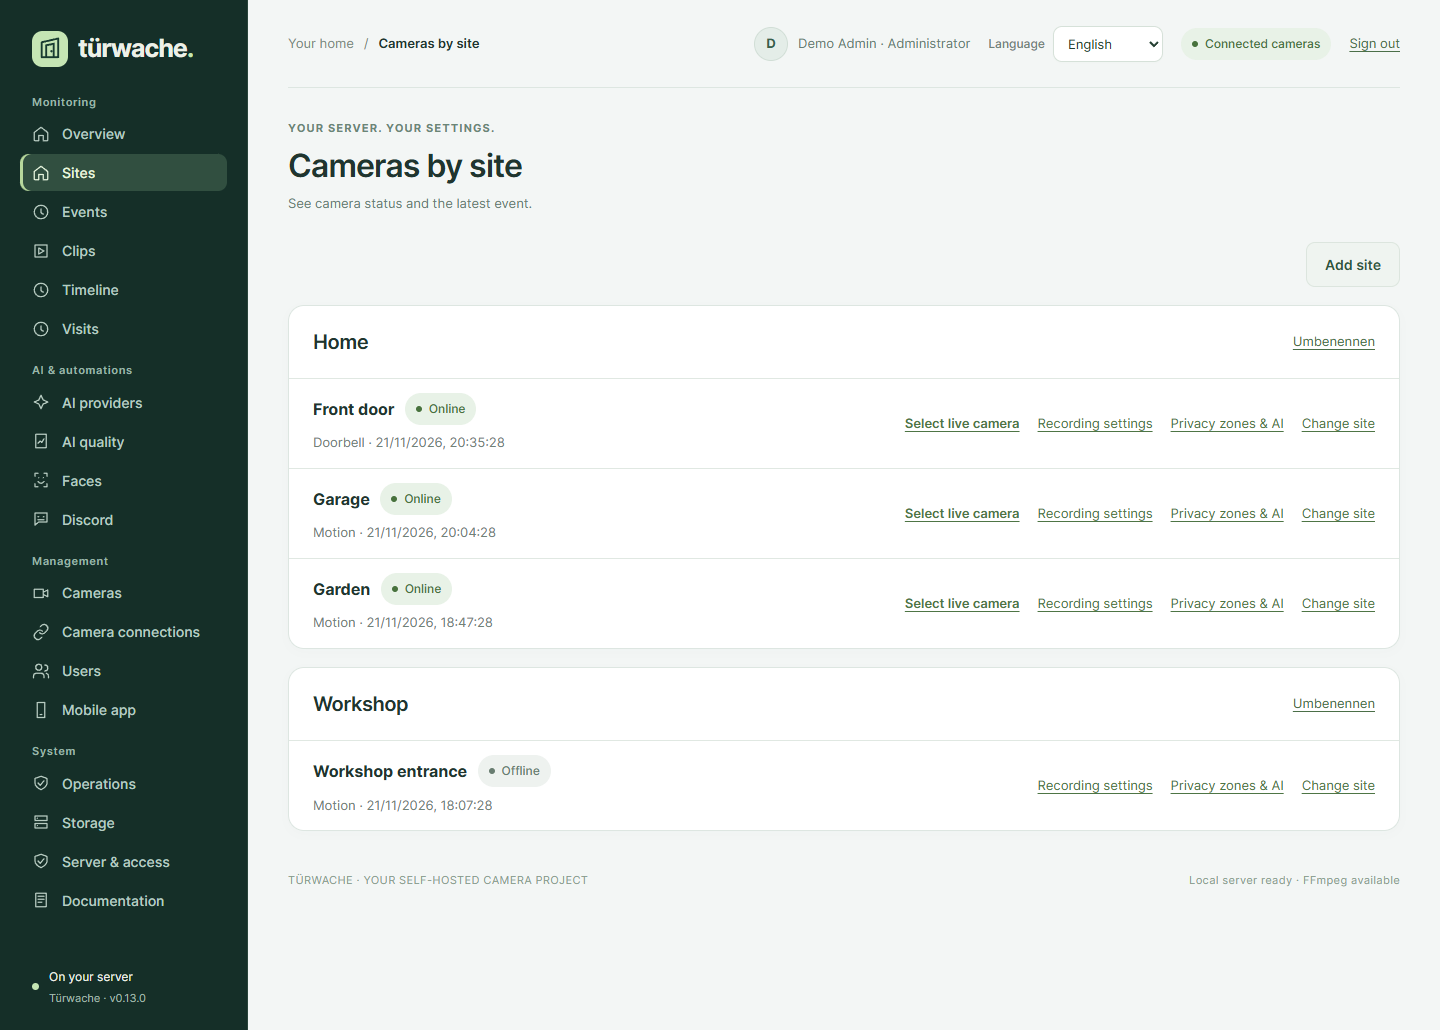 türwache.
Monitoring
Overview
Sites
Events
Clips
Timeline
Visits
AI & automations
AI providers
AI quality
Faces
Discord
Management
Cameras
Camera connections
Users
Mobile app
System
Operations
Storage
Server & access
Documentation
On your server
Türwache · v0.13.0
Your home / Cameras by site
D Demo Admin · Administrator Language English Connected cameras Sign out
YOUR SERVER. YOUR SETTINGS.
Cameras by site
See camera status and the latest event.
Add site
Home Umbenennen
Front door Online
Doorbell · 21/11/2026, 20:35:28
Select live camera Recording settings Privacy zones & AI Change site
Garage Online
Motion · 21/11/2026, 20:04:28
Select live camera Recording settings Privacy zones & AI Change site
Garden Online
Motion · 21/11/2026, 18:47:28
Select live camera Recording settings Privacy zones & AI Change site
Workshop Umbenennen
Workshop entrance Offline
Motion · 21/11/2026, 18:07:28
Recording settings Privacy zones & AI Change site
TÜRWACHE · YOUR SELF-HOSTED CAMERA PROJECT
Local server ready · FFmpeg available